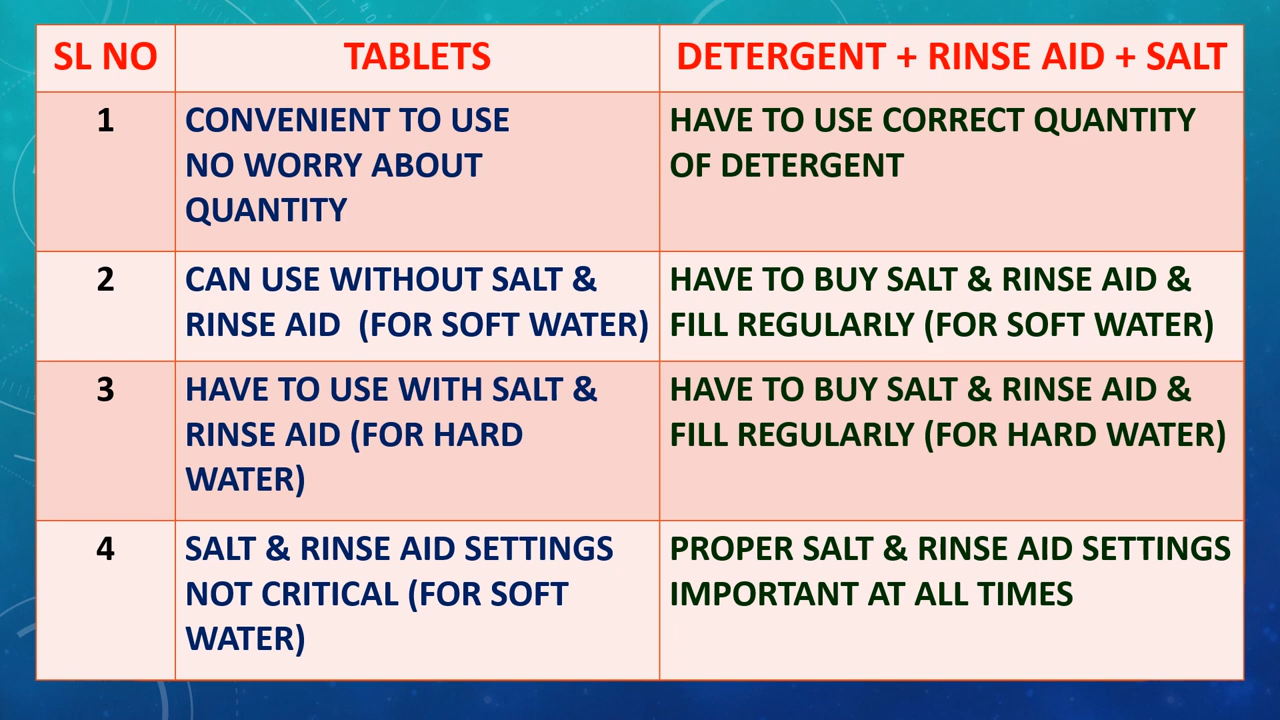 SL NO
TABLETS
DETERGENT + RINSE AID + SALT
1
CONVENIENT TO USE
NO WORRY ABOUT
QUANTITY
HAVE TO USE CORRECT QUANTITY
OF DETERGENT
2
CAN USE WITHOUT SALT &
RINSE AID (FOR SOFT WATER)
HAVE TO BUY SALT & RINSE AID &
FILL REGULARLY (FOR SOFT WATER)
3
HAVE TO USE WITH SALT &
RINSE AID (FOR HARD
WATER)
HAVE TO BUY SALT & RINSE AID &
FILL REGULARLY (FOR HARD WATER)
4
SALT & RINSE AID SETTINGS
NOT CRITICAL (FOR SOFT
WATER)
PROPER SALT & RINSE AID SETTINGS
IMPORTANT AT ALL TIMES